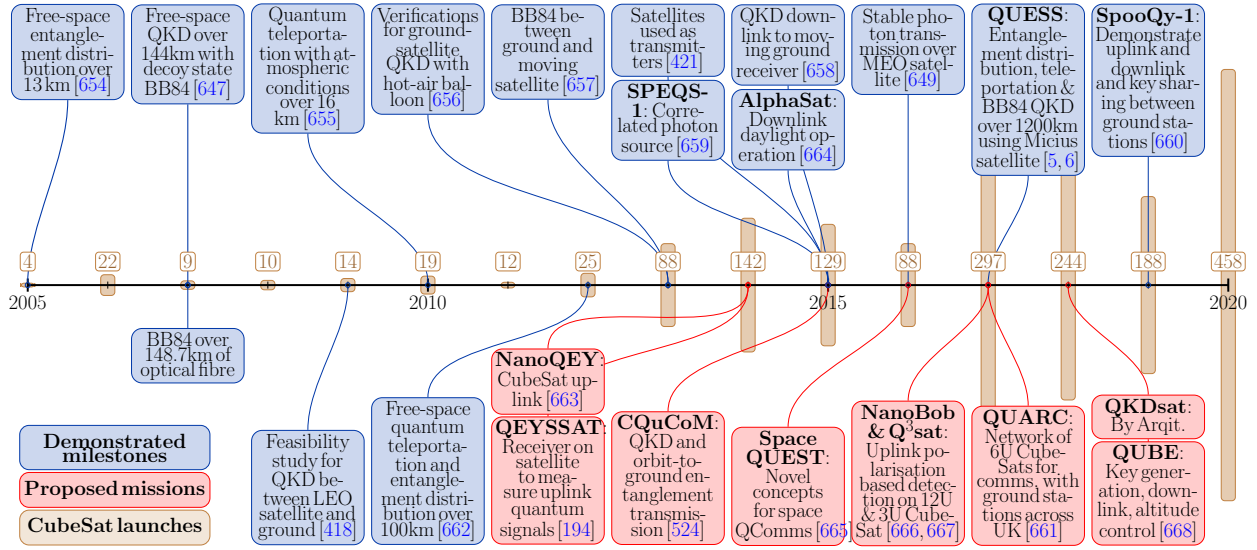 Free-space
entangle-
ment distri-
bution over
13 km [654]
Free-space
QKD over
144km with
decoy state
BB84 [647]
Quantum
teleporta-
tion with at-
mospheric
conditions
over 16
km [655]
Verifications
for ground-
satellite
QKD with
hot-air bal-
loon [656]
BB84 be-
tween
ground and
moving
satellite [657]
Satellites
used as
transmit-
ters [421]
SPEQS-
1: Corre-
lated photon
source [659]
QKD down-
link to mov-
ing ground
receiver [658]
AlphaSat:
Downlink
daylight op-
eration [664]
Stable pho-
ton trans-
mission over
MEO satel-
lite [649]
QUESS:
Entangle-
ment distri-
bution, tele-
portation &
BB84 QKD
over 1200km
using Micius
satellite [5, 6]
SpooQy-1:
Demonstrate
uplink and
downlink
and key shar-
ing between
ground sta-
tions [660]
4
22
9
10
14
19
12
25
88
142
129
88
297
244
188
458
2005
2010
2015
2020
BB84 over
148.7km of
optical fibre
Feasibility
study for
QKD be-
tween LEO
satellite and
ground [418]
Free-space
quantum
teleporta-
tion and
entangle-
ment distri-
bution over
100km [662]
NanoQEY:
CubeSat up-
link [663]
QEYSSAT:
Receiver on
satellite
to mea-
sure uplink
quantum
signals [194]
CQuCoM:
QKD and
orbit-to-
ground en-
tanglement
transmis-
sion [524]
Space
QUEST:
Novel
concepts
for space
QComms [665]
NanoBob
& Q3sat:
Uplink po-
larisation
based detec-
tion on 12U
& 3U Cube-
Sat [666, 667]
QUARC:
Network of
6U Cube-
Sats for
comms, with
ground sta-
tions across
UK [661]
QKDsat:
By Arqit.
QUBE:
Key gener-
ation, down-
link, altitude
control [668]
Demonstrated
milestones
Proposed missions
CubeSat launches